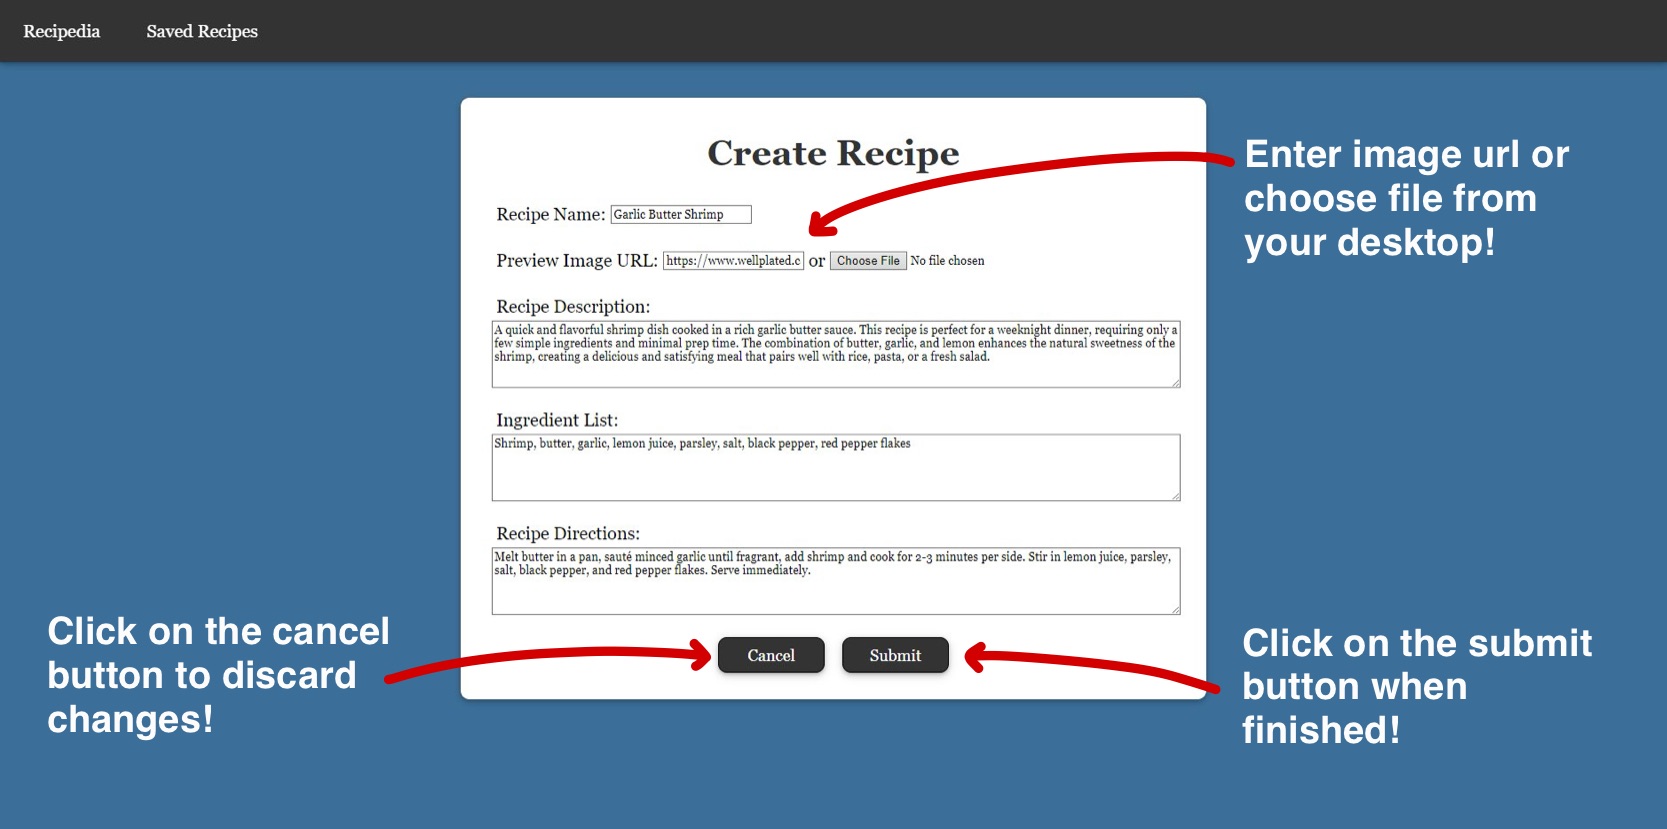 Recipedia Saved Recipes
Create Recipe
Enter image url or
choose file from
your desktop!
Recipe Name: Garlic Butter Shrimp
Preview Image URL: https://www.wellplated.c or Choose File No file chosen
Recipe Description:
A quick and flavorful shrimp dish cooked in a rich garlic butter sauce. This recipe is perfect for a weeknight dinner, requiring only a
few simple ingredients and minimal prep time. The combination of butter, garlic, and lemon enhances the natural sweetness of the
shrimp, creating a delicious and satisfying meal that pairs well with rice, pasta, or a fresh salad.
Ingredient List:
Shrimp, butter, garlic, lemon juice, parsley, salt, black pepper, red pepper flakes
Recipe Directions:
Melt butter in a pan, sauté minced garlic until fragrant, add shrimp and cook for 2-3 minutes per side. Stir in lemon juice, parsley,
salt, black pepper, and red pepper flakes. Serve immediately.
Click on the cancel
button to discard
changes!
Cancel Submit
Click on the submit
button when
finished!